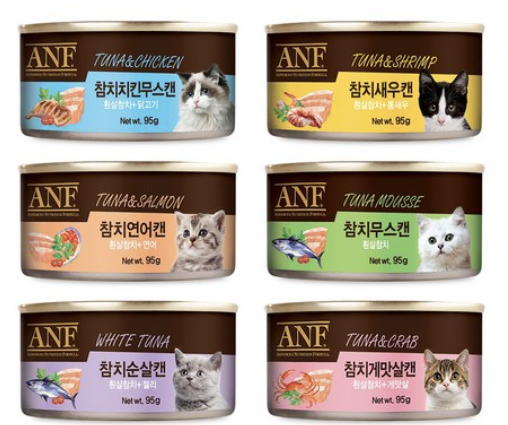 ANF
TUNA&CHICKEN
참치치킨무스캔
흰살참치+닭고기
Net wt. 95g
ANF
TUNA&SHRIMP
참치새우캔
흰살참치+통새우
Net wt. 95g
ANF
TUNA&SALMON
참치연어캔
흰살참치+연어
Net wt. 95g
ANF
TUNA MOUSSE
참치무스캔
흰살참치
Net wt. 95g
ANF
WHITE TUNA
참치순살캔
흰살참치+젤리
Net wt. 95g
ANF
TUNA&CRAB
참치게맛살캔
흰살참치+게맛살
Net wt. 95g